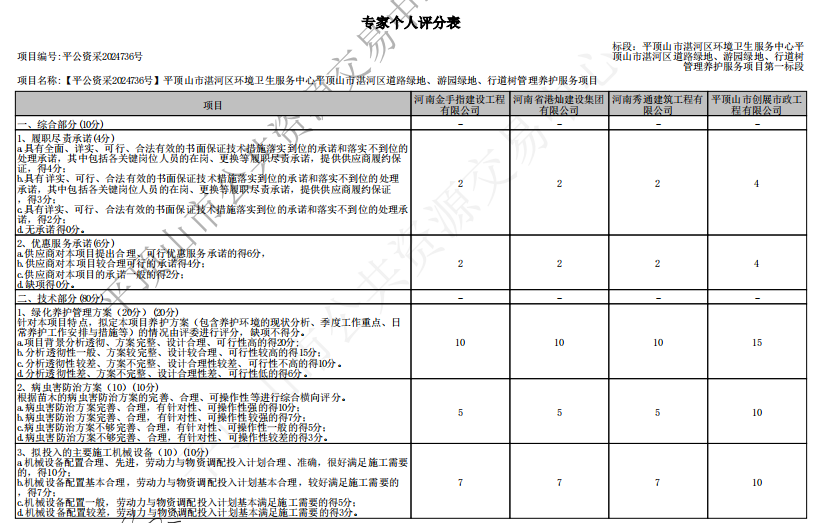 专家个人评分表
项目编号:平公资采2024736号
标段：平顶山市湛河区环境卫生服务中心平
顶山市湛河区道路绿地、游园绿地、行道树
管理养护服务项目第一标段
项目名称:【平公资采2024736号】平顶山市湛河区环境卫生服务中心平顶山市湛河区道路绿地、游园绿地、行道树管理养护服务项目
项目
河南金手指建设工程
有限公司
河南省港灿建设集团
有限公司
河南秀通建筑工程有
限公司
平顶山市创展市政工
程有限公司
一、综合部分(10分) - - - -
1、履职尽责承诺(4分)
a.具有全面、详实、可行、合法有效的书面保证技术措施落实到位的承诺和落实不到位的
处理承诺，其中包括各关键岗位人员的在岗、更换等履职尽责承诺，提供供应商履约保
证，得4分；
b.具有详实、可行、合法有效的书面保证技术措施落实到位的承诺和落实不到位的处理
承诺，其中包括各关键岗位人员的在岗、更换等履职尽责承诺，提供供应商履约保证
，得3分；
c.具有详实、可行、合法有效的书面保证技术措施落实到位的承诺和落实不到位的处理承
诺，得2分；
d.无承诺得0分。
2 2 2 4
2、优惠服务承诺(6分)
a.供应商对本项目提出合理、可行优惠服务承诺的得6分，
b.供应商对本项目较合理可行的承诺得4分；
c.供应商对本项目的承诺一般的得2分；
d.缺项得0分。
2 2 2 4
二、技术部分(80分) - - - -
1、绿化养护管理方案（20分）(20分)
针对本项目特点，拟定本项目养护方案（包含养护环境的现状分析、季度工作重点、日
常养护工作安排与措施等）的情况由评委进行评分，缺项不得分。
a.项目背景分析透彻、方案完整、设计合理、可行性高的得20分；
b.分析透彻性一般、方案较完整、设计较合理、可行性较高的得15分；
c.分析透彻性较差、方案不完整、设计合理性较差、可行性不高的得10分。
d.分析透彻性差、方案不完整、设计合理性差、可行性低的得6分。
10 10 10 15
2、病虫害防治方案（10）(10分)
根据苗木的病虫害防治方案的完善、合理、可操作性等进行综合横向评分。
a.病虫害防治方案完善、合理，有针对性、可操作性强的得10分；
b.病虫害防治方案完善、合理，有针对性、可操作性较强的得7分；
c.病虫害防治方案不够完善、合理，有针对性、可操作性一般的得5分；
d.病虫害防治方案不够完善、合理，有针对性、可操作性较差的得3分。
5 5 5 10
3、拟投入的主要施工机械设备（10）(10分)
a.机械设备配置合理、先进，劳动力与物资调配投入计划合理、准确，很好满足施工需要
的，得10分；
b.机械设备配置基本合理，劳动力与物资调配投入计划基本合理，较好满足施工需要的
，得7分；
c.机械设备配置一般，劳动力与物资调配投入计划基本满足施工需要的得5分；
d.机械设备配置较差，劳动力与物资调配投入计划基本满足施工需要的得3分。
7 7 7 10
平顶山市公共资源交易
公共资源交易中心